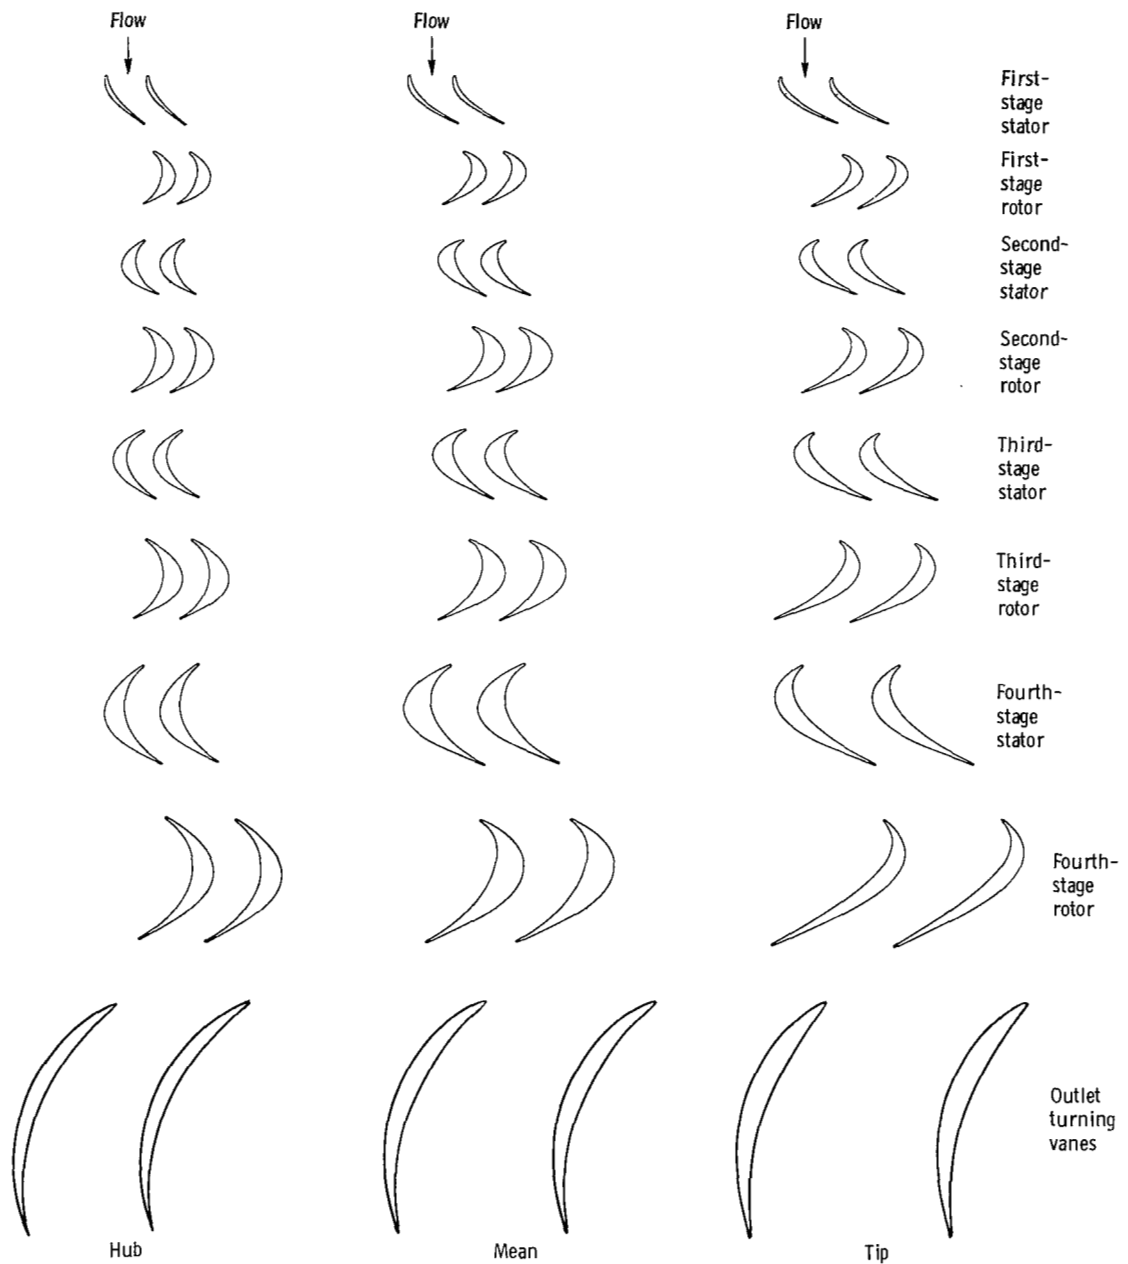 Flow
Flow
Flow
First-
stage
stator
First-
stage
rotor
Second-
stage
stator
Second-
stage
rotor
Third-
stage
stator
Third-
stage
rotor
Fourth-
stage
stator
Fourth-
stage
rotor
Outlet
turning
vanes
Hub
Mean
Tip